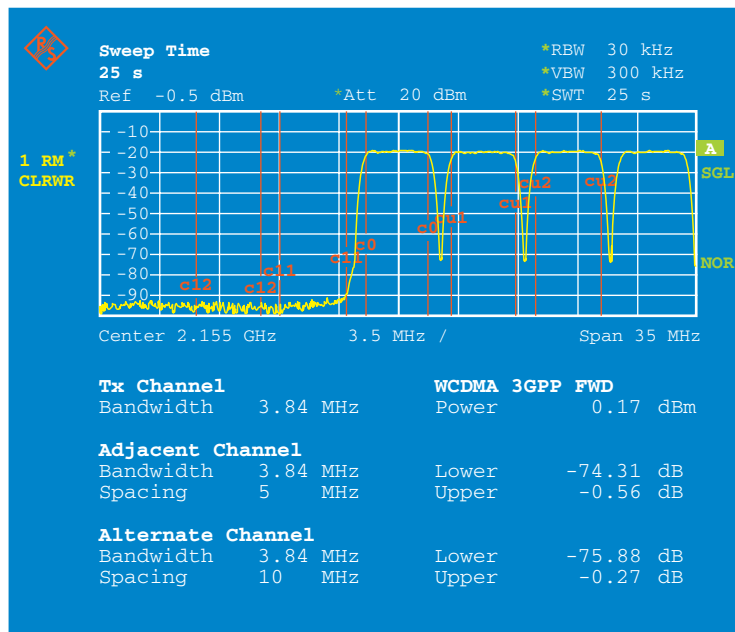 R&S
Sweep Time
25 s
*RBW 30 kHz
*VBW 300 kHz
Ref -0.5 dBm *Att 20 dBm *SWT 25 s
1 RM *
CLRWR
-10
-20
-30
-40
-50
-60
-70
-80
-90
A
SGL
NOR
cl2
cl2
cl1
cl1
c0
c0
cu1
cu1
cu2
cu2
Center 2.155 GHz 3.5 MHz / Span 35 MHz
Tx Channel WCDMA 3GPP FWD
Bandwidth 3.84 MHz Power 0.17 dBm
Adjacent Channel
Bandwidth 3.84 MHz Lower -74.31 dB
Spacing 5 MHz Upper -0.56 dB
Alternate Channel
Bandwidth 3.84 MHz Lower -75.88 dB
Spacing 10 MHz Upper -0.27 dB